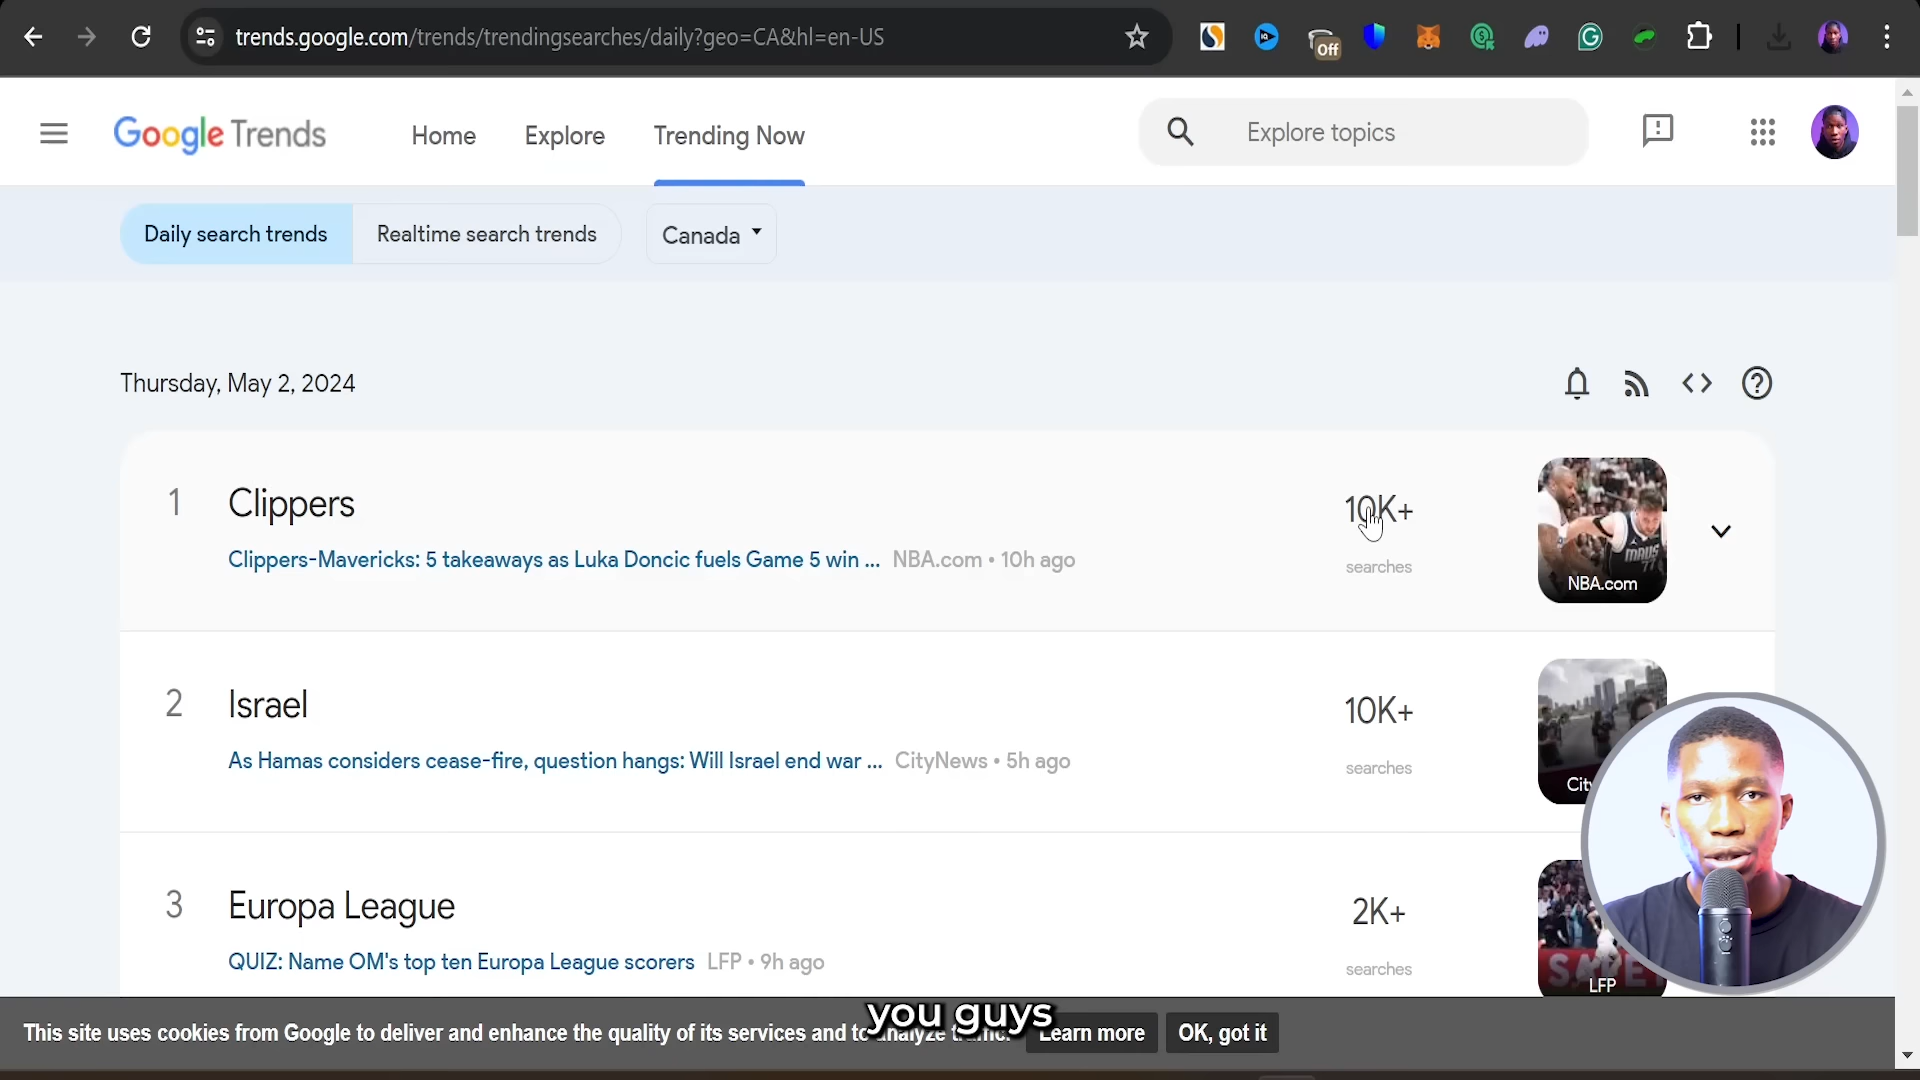 trends.google.com/trends/trendingsearches/daily?geo=CA&hl=en-US
Off
Google Trends
Home
Explore
Trending Now
Explore topics
Daily search trends
Realtime search trends
Canada
Thursday, May 2, 2024
1
Clippers
Clippers-Mavericks: 5 takeaways as Luka Doncic fuels Game 5 win ... NBA.com • 10h ago
10K+
searches
MAVS
77
NBA.com
2
Israel
As Hamas considers cease-fire, question hangs: Will Israel end war ... CityNews • 5h ago
10K+
searches
3
Europa League
QUIZ: Name OM's top ten Europa League scorers LFP • 9h ago
2K+
searches
LFP
you guys
This site uses cookies from Google to deliver and enhance the quality of its services and to analyze traffic.
Learn more
OK, got it